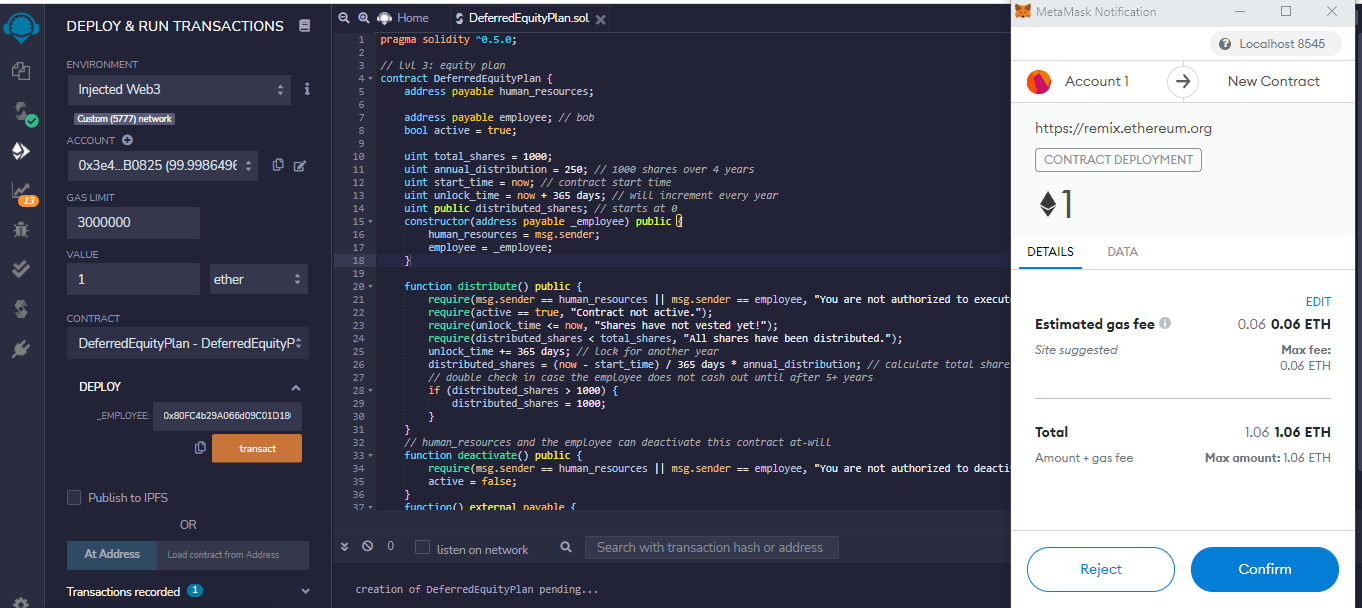 DEPLOY & RUN TRANSACTIONS
ENVIRONMENT
Injected Web3
Custom (5777) network
ACCOUNT
0x3e4...B0825 (99.9986496
GAS LIMIT
3000000
VALUE
1
ether
CONTRACT
DeferredEquityPlan - DeferredEquityP
DEPLOY
_EMPLOYEE:
0x80FC4b29A066d09C01D18
transact
Publish to IPFS
OR
At Address
Load contract from Address
Transactions recorded 1
13
Home
DeferredEquityPlan.sol
1 pragma solidity ^0.5.0;
2
3 // lvl 3: equity plan
4 contract DeferredEquityPlan {
5 address payable human_resources;
6
7 address payable employee; // bob
8 bool active = true;
9
10 uint total_shares = 1000;
11 uint annual_distribution = 250; // 1000 shares over 4 years
12 uint start_time = now; // contract start time
13 uint unlock_time = now + 365 days; // will increment every year
14 uint public distributed_shares; // starts at 0
15 constructor(address payable _employee) public {
16 human_resources = msg.sender;
17 employee = _employee;
18 }
19
20 function distribute() public {
21 require(msg.sender == human_resources || msg.sender == employee, "You are not authorized to execut
22 require(active == true, "Contract not active.");
23 require(unlock_time <= now, "Shares have not vested yet!");
24 require(distributed_shares < total_shares, "All shares have been distributed.");
25 unlock_time += 365 days; // lock for another year
26 distributed_shares = (now - start_time) / 365 days * annual_distribution; // calculate total share
27 // double check in case the employee does not cash out until after 5+ years
28 if (distributed_shares > 1000) {
29 distributed_shares = 1000;
30 }
31 }
32 // human_resources and the employee can deactivate this contract at-will
33 function deactivate() public {
34 require(msg.sender == human_resources || msg.sender == employee, "You are not authorized to deacti
35 active = false;
36 }
37 function() external payable {
0
listen on network
Search with transaction hash or address
creation of DeferredEquityPlan pending...
MetaMask Notification
Localhost 8545
Account 1
New Contract
https://remix.ethereum.org
CONTRACT DEPLOYMENT
1
DETAILS
DATA
EDIT
Estimated gas fee
0.06 0.06 ETH
Site suggested
Max fee:
0.06 ETH
Total
1.06 1.06 ETH
Amount + gas fee
Max amount: 1.06 ETH
Reject
Confirm